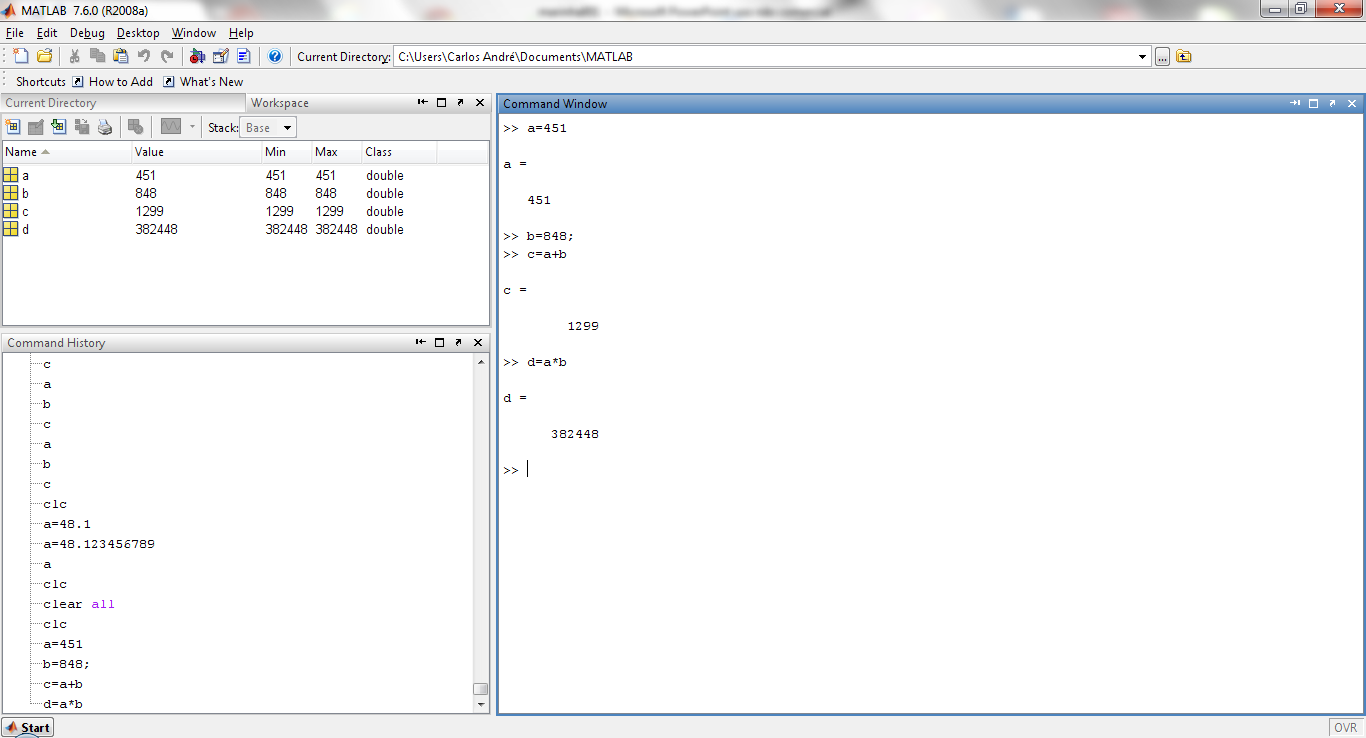 MATLAB 7.6.0 (R2008a)
File Edit Debug Desktop Window Help
Current Directory: C:\Users\Carlos André\Documents\MATLAB ...
Shortcuts How to Add What's New
Current Directory Workspace
Stack: Base
Name Value Min Max Class
a 451 451 451 double
b 848 848 848 double
c 1299 1299 1299 double
d 382448 382448 382448 double
Command History
c
a
b
c
a
b
c
clc
a=48.1
a=48.123456789
a
clc
clear all
clc
a=451
b=848;
c=a+b
d=a*b
Command Window
>> a=451
a =
451
>> b=848;
>> c=a+b
c =
1299
>> d=a*b
d =
382448
>>
Start
OVR